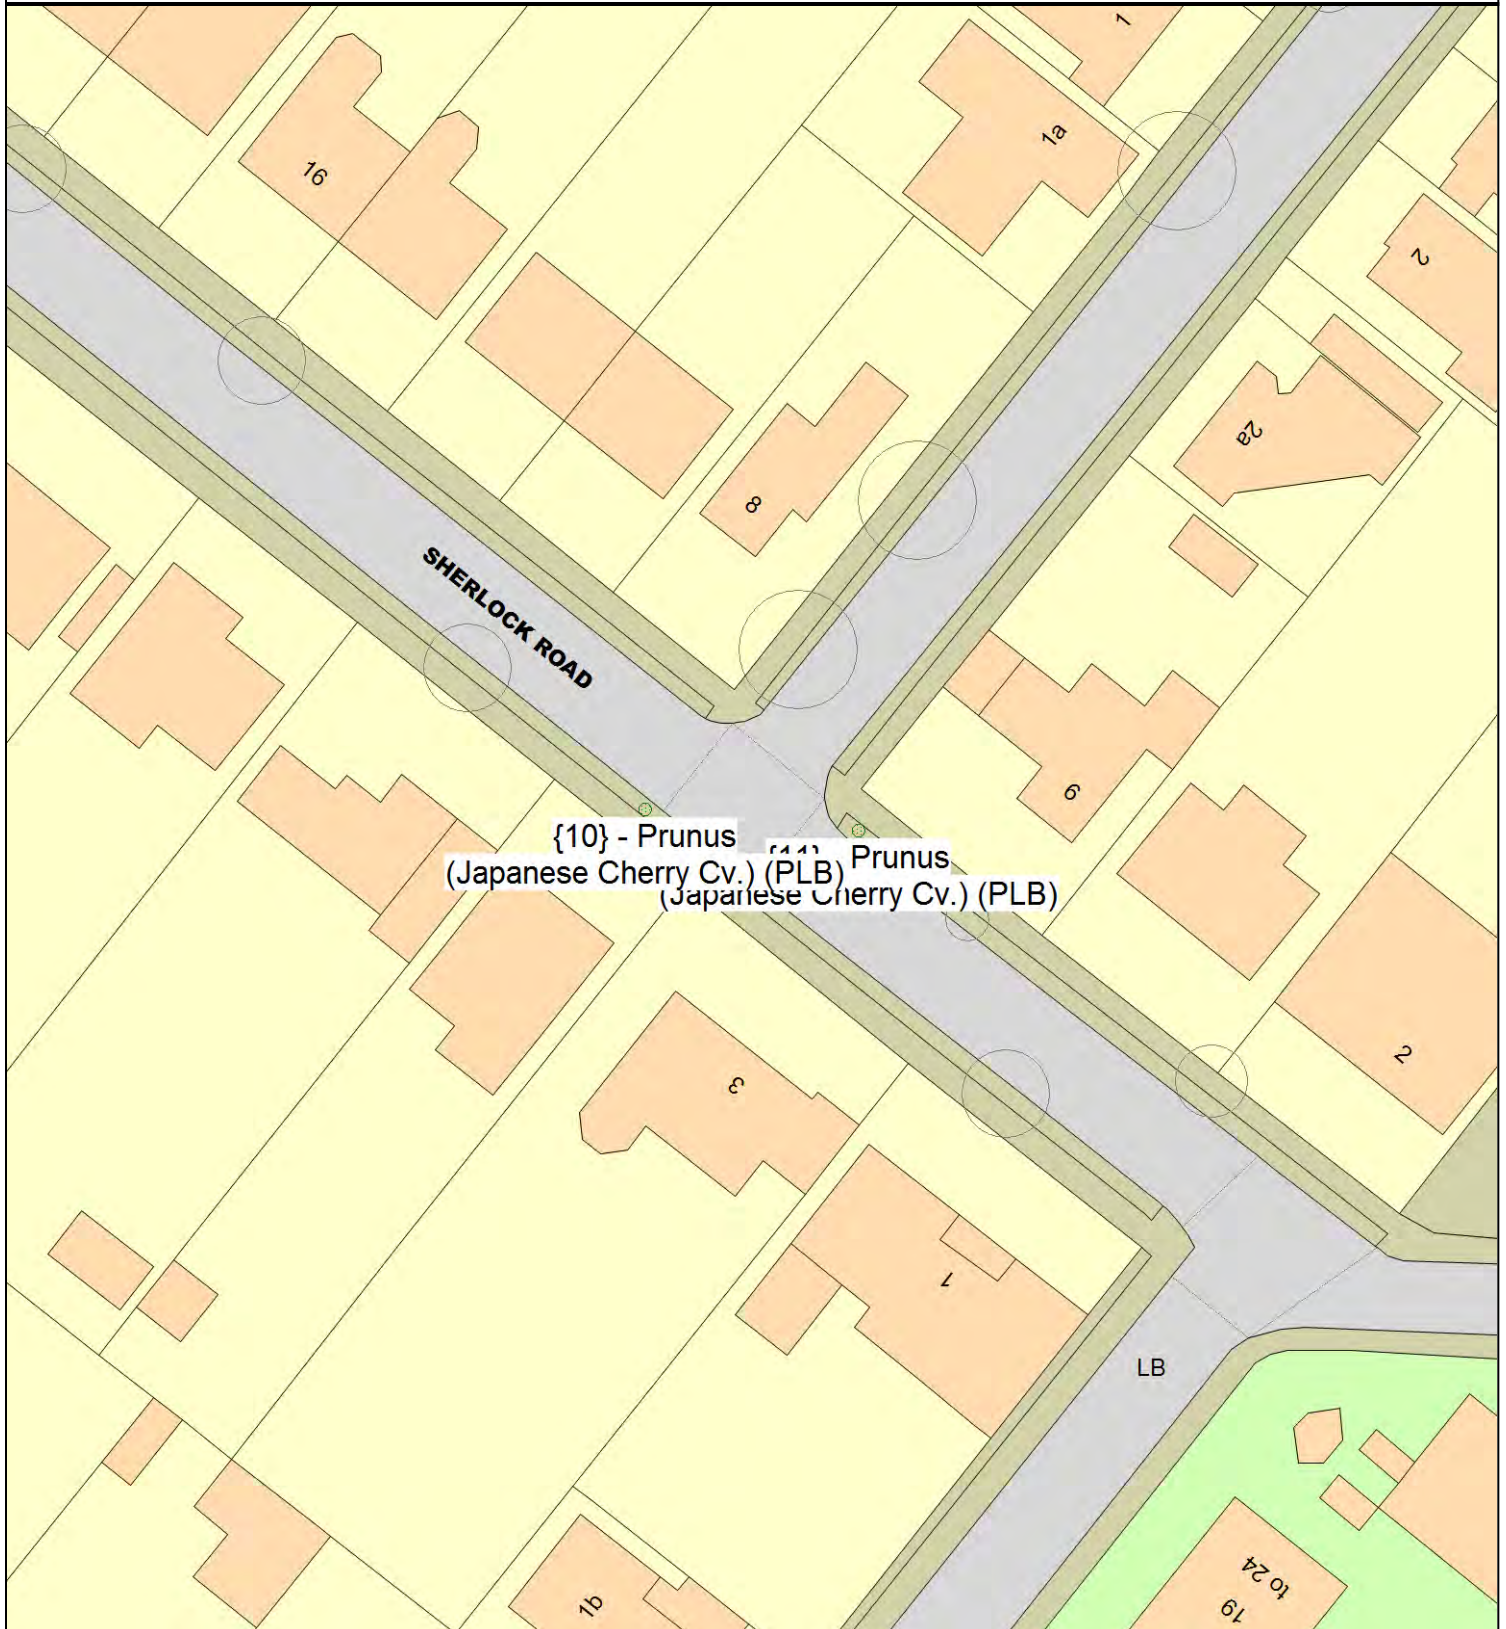 1
1a
16
2
2a
8
SHERLOCK ROAD
6
{10} - Prunus
(Japanese Cherry Cv.) (PLB)
{11} - Prunus
(Japanese Cherry Cv.) (PLB)
2
3
1
LB
1b
19
to 24